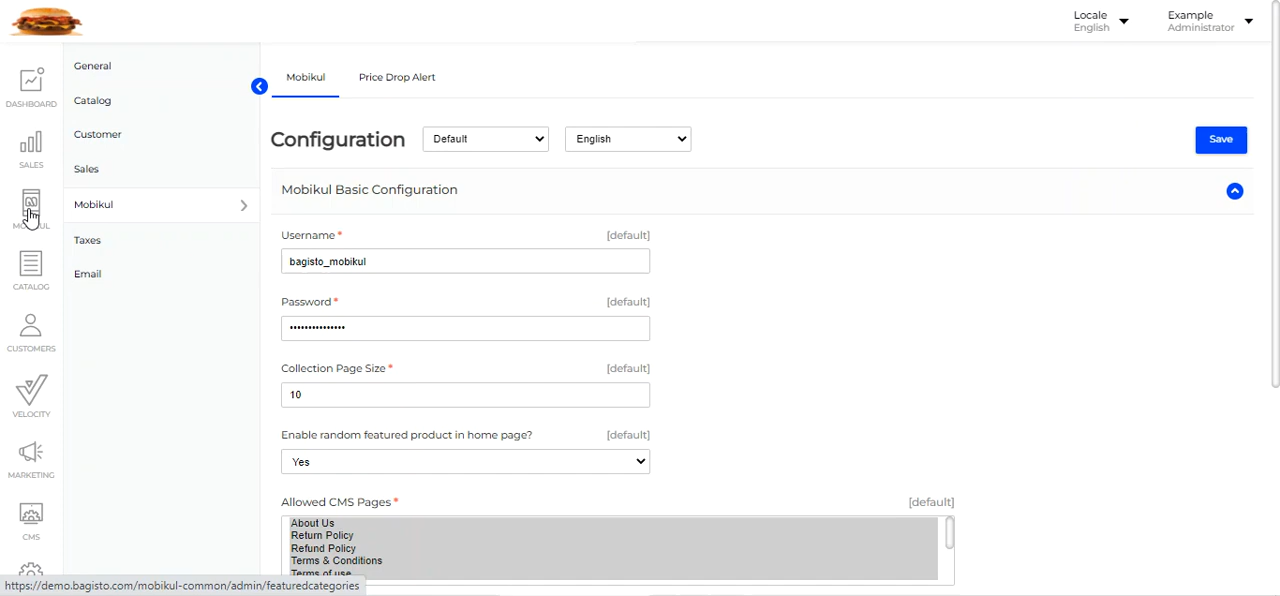 Locale
English
Example
Administrator
DASHBOARD
SALES
CATALOG
CUSTOMERS
VELOCITY
MARKETING
CMS
General
Catalog
Customer
Sales
Mobikul
Taxes
Email
Mobikul
Price Drop Alert
Configuration
Default
English
Save
Mobikul Basic Configuration
Username *
[default]
bagisto_mobikul
Password *
[default]
•••••••••••••••
Collection Page Size *
[default]
10
Enable random featured product in home page?
[default]
Yes
Allowed CMS Pages *
[default]
About Us
Return Policy
Refund Policy
Terms & Conditions
Terms of use
https://demo.bagisto.com/mobikul-common/admin/featuredcategories